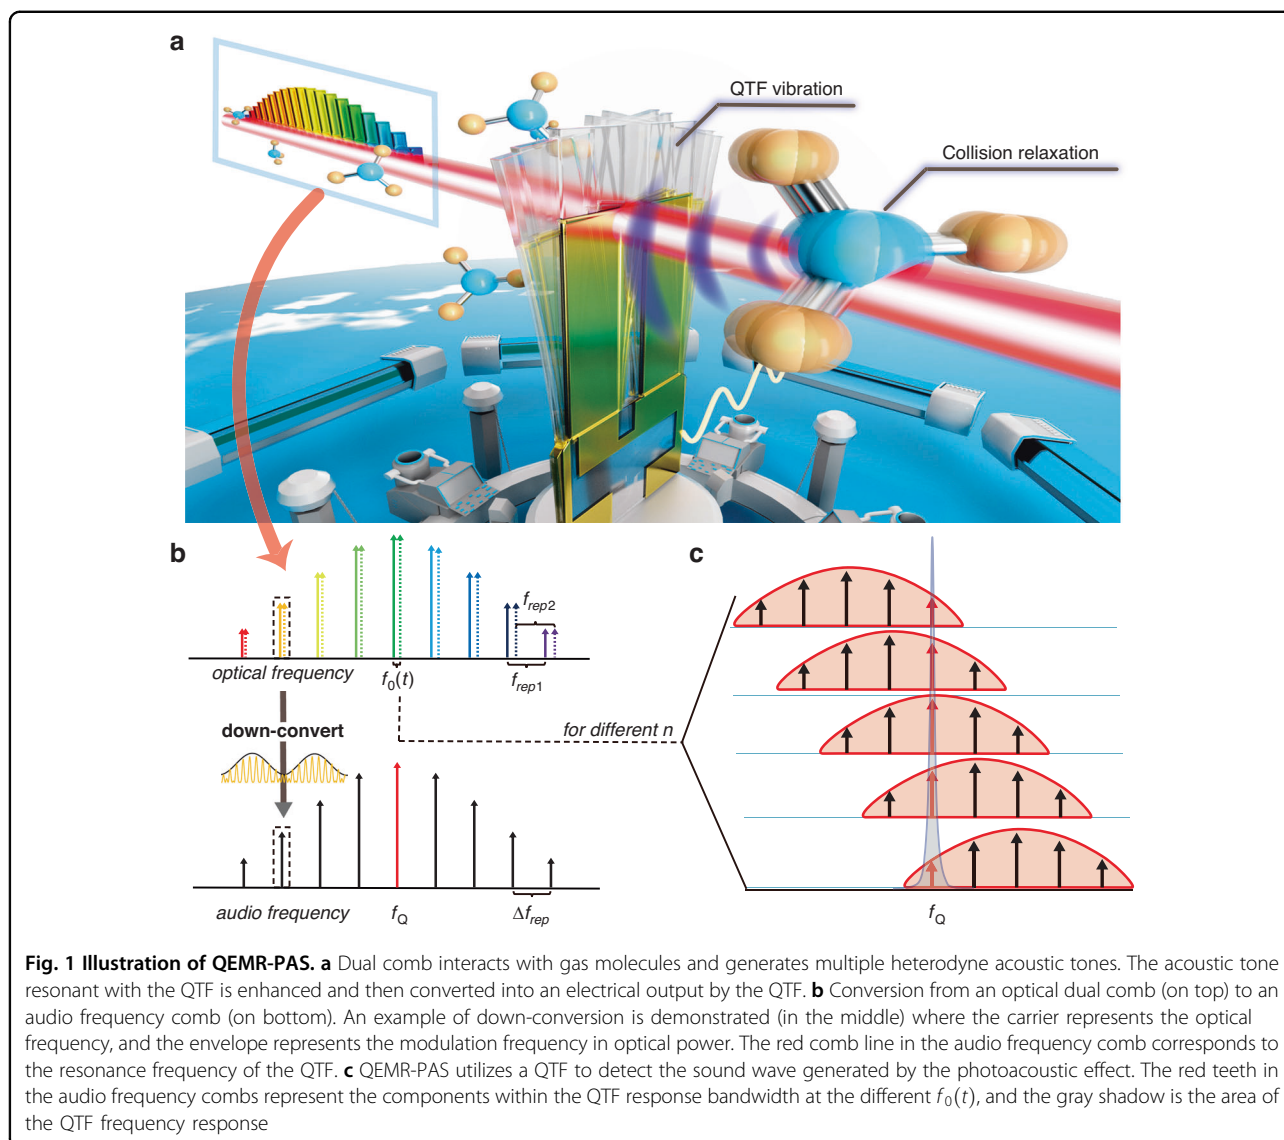 a
QTF vibration
Collision relaxation
b
c
f_rep2
optical frequency
f_0(t)
f_rep1
down-convert
for different n
audio frequency
f_Q
Δf_rep
f_Q
Fig. 1 Illustration of QEMR-PAS. a Dual comb interacts with gas molecules and generates multiple heterodyne acoustic tones. The acoustic tone
resonant with the QTF is enhanced and then converted into an electrical output by the QTF. b Conversion from an optical dual comb (on top) to an
audio frequency comb (on bottom). An example of down-conversion is demonstrated (in the middle) where the carrier represents the optical
frequency, and the envelope represents the modulation frequency in optical power. The red comb line in the audio frequency comb corresponds to
the resonance frequency of the QTF. c QEMR-PAS utilizes a QTF to detect the sound wave generated by the photoacoustic effect. The red teeth in
the audio frequency combs represent the components within the QTF response bandwidth at the different f_0(t), and the gray shadow is the area of
the QTF frequency response